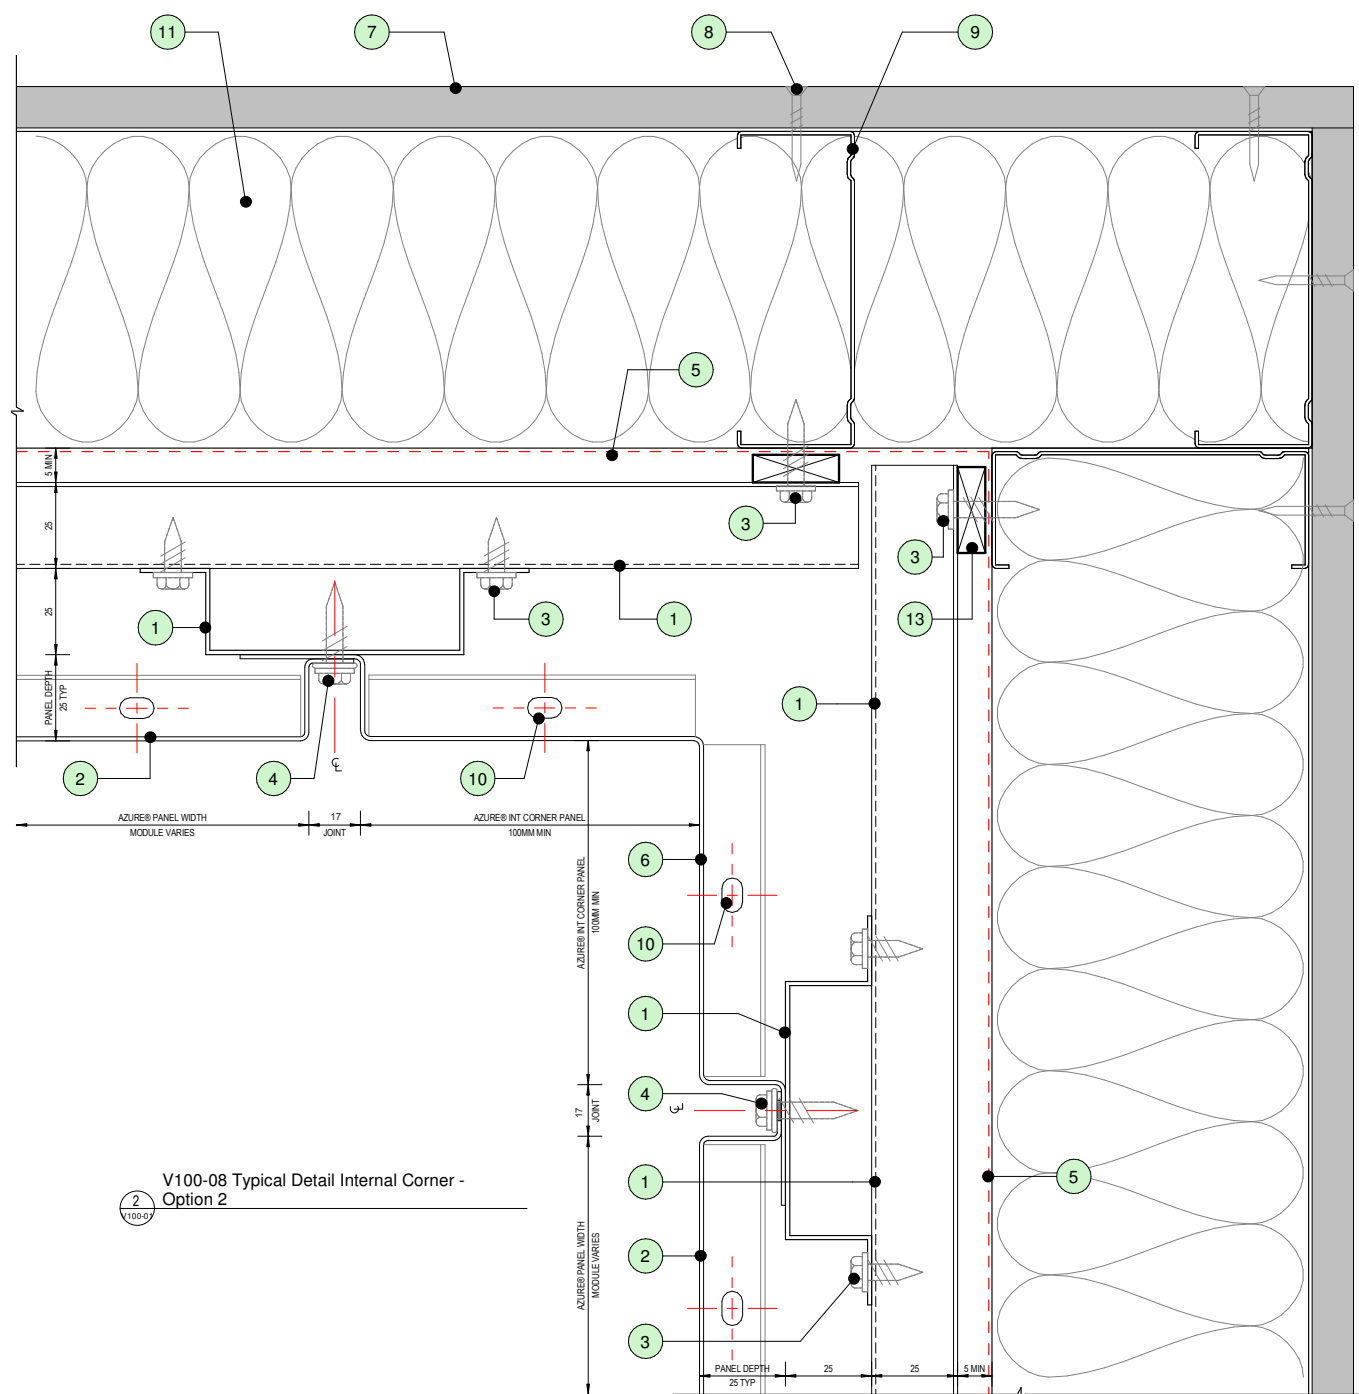 11
7
8
9
5
5 MIN
25
3
3
25
1
3
1
13
PANEL DEPTH
25 TYP
1
2
4
℄
10
AZURE® PANEL WIDTH
MODULE VARIES
17
JOINT
AZURE® INT CORNER PANEL
100MM MIN
6
AZURE® INT CORNER PANEL
100MM MIN
10
1
4
℄
17
JOINT
V100-08 Typical Detail Internal Corner -
Option 2
2
V100-01
1
5
AZURE® PANEL WIDTH
MODULE VARIES
2
3
PANEL DEPTH
25 TYP
25
25
5 MIN